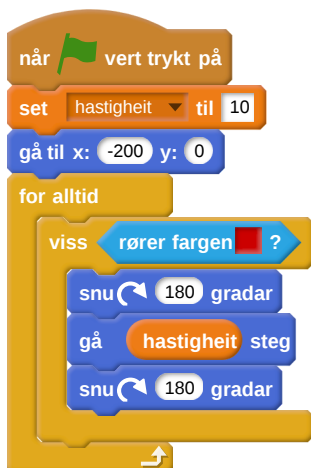 når vert trykt på
set hastigheit til 10
gå til x: -200 y: 0
for alltid
viss rører fargen ?
snu 180 gradar
gå hastigheit steg
snu 180 gradar